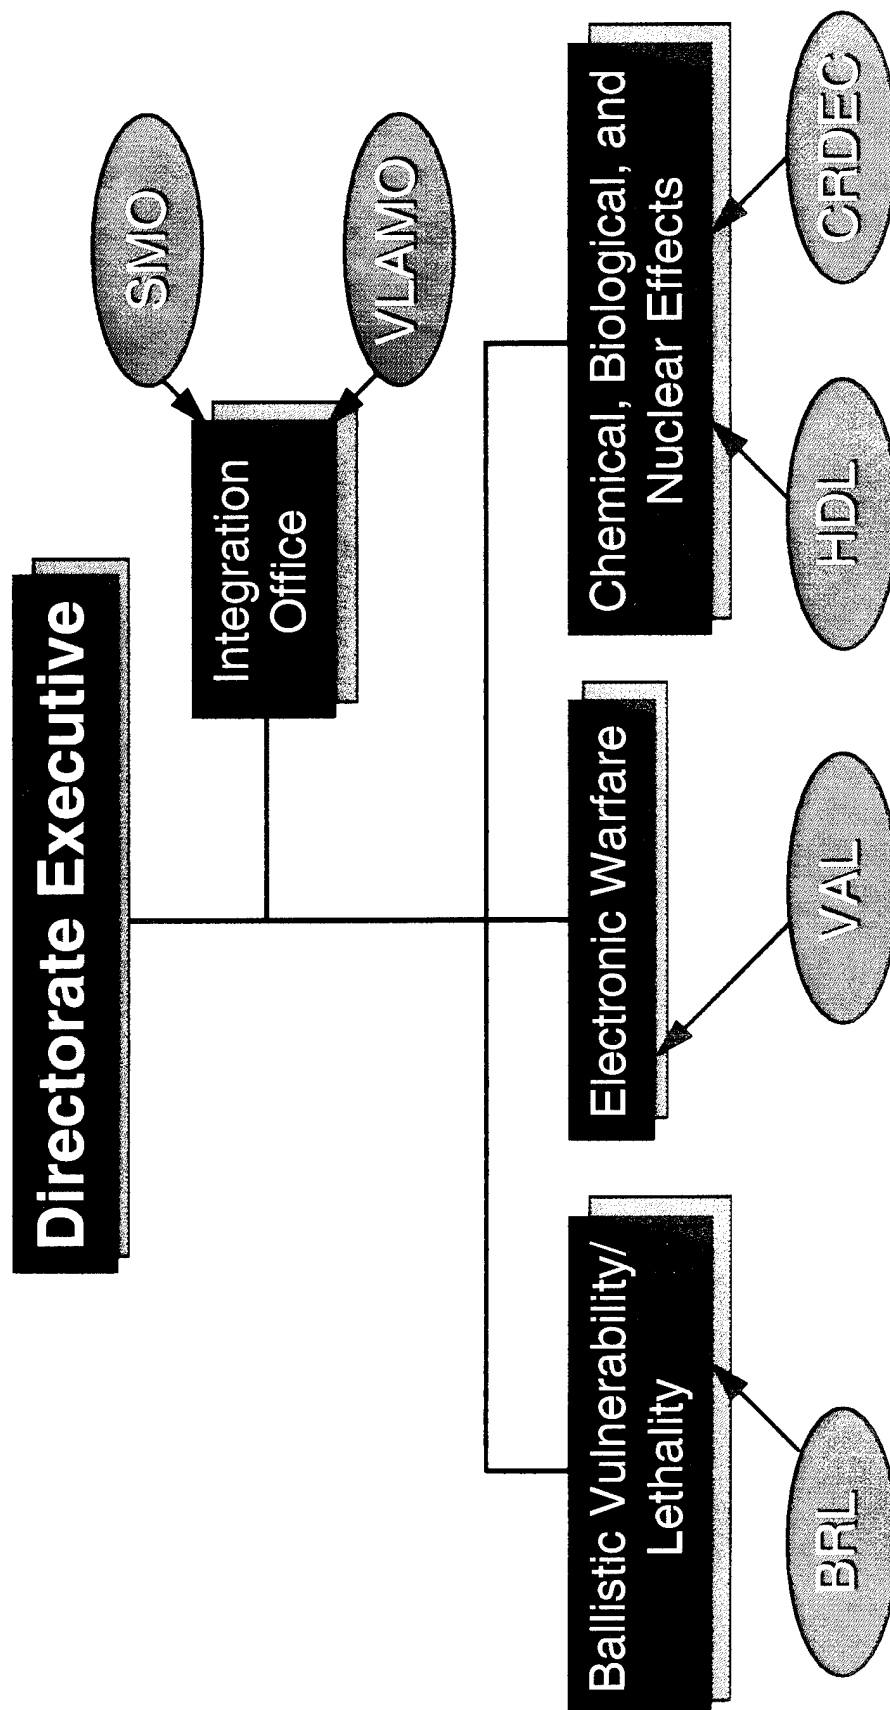 Directorate Executive
SMO
Integration
Office
VLAMO
Ballistic Vulnerability/
Lethality
Electronic Warfare
Chemical, Biological, and
Nuclear Effects
BRL
VAL
HDL
CRDEC